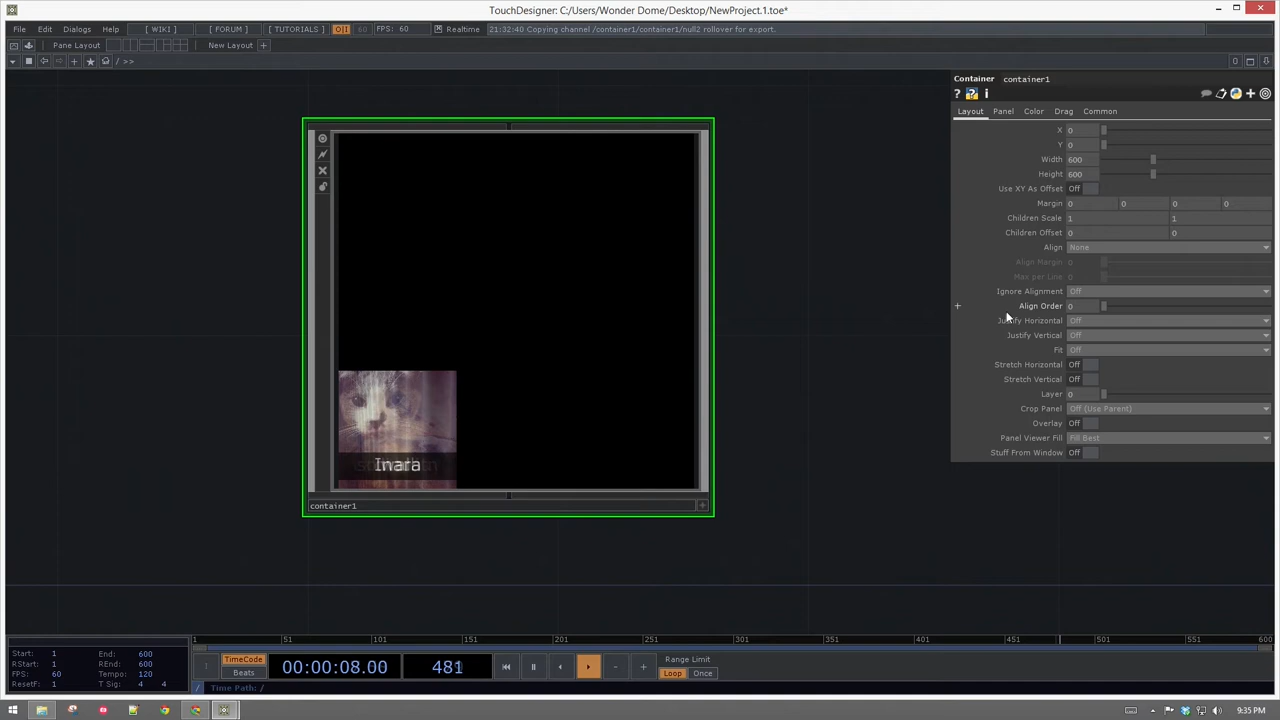 TouchDesigner: C:/Users/Wonder Dome/Desktop/NewProject.1.toe*
File Edit Dialogs Help [ WIKI ] [ FORUM ] [ TUTORIALS ] O|I 60 FPS: 60 Realtime 21:32:40 Copying channel /container1/container1/null2 rollover for export.
Pane Layout New Layout +
/ >> 0
Container container1
? ? i
Layout Panel Color Drag Common
X 0
Y 0
Width 600
Height 600
Use XY As Offset Off
Margin 0 0 0 0
Children Scale 1 1
Children Offset 0 0
Align None
Align Margin 0
Max per Line 0
Ignore Alignment Off
+ Align Order 0
Justify Horizontal Off
Justify Vertical Off
Fit Off
Stretch Horizontal Off
Stretch Vertical Off
Layer 0
Crop Panel Off (Use Parent)
Overlay Off
Panel Viewer Fill Fill Best
Stuff From Window Off
Inara
container1
1 51 101 151 201 251 301 351 401 451 501 551 600
Start: 1 End: 600
RStart: 1 REnd: 600
FPS: 60 Tempo: 120
ResetF: 1 T Sig: 4 4
TimeCode
Beats
00:00:08.00 481
Range Limit
Loop Once
/ Time Path: /
9:35 PM